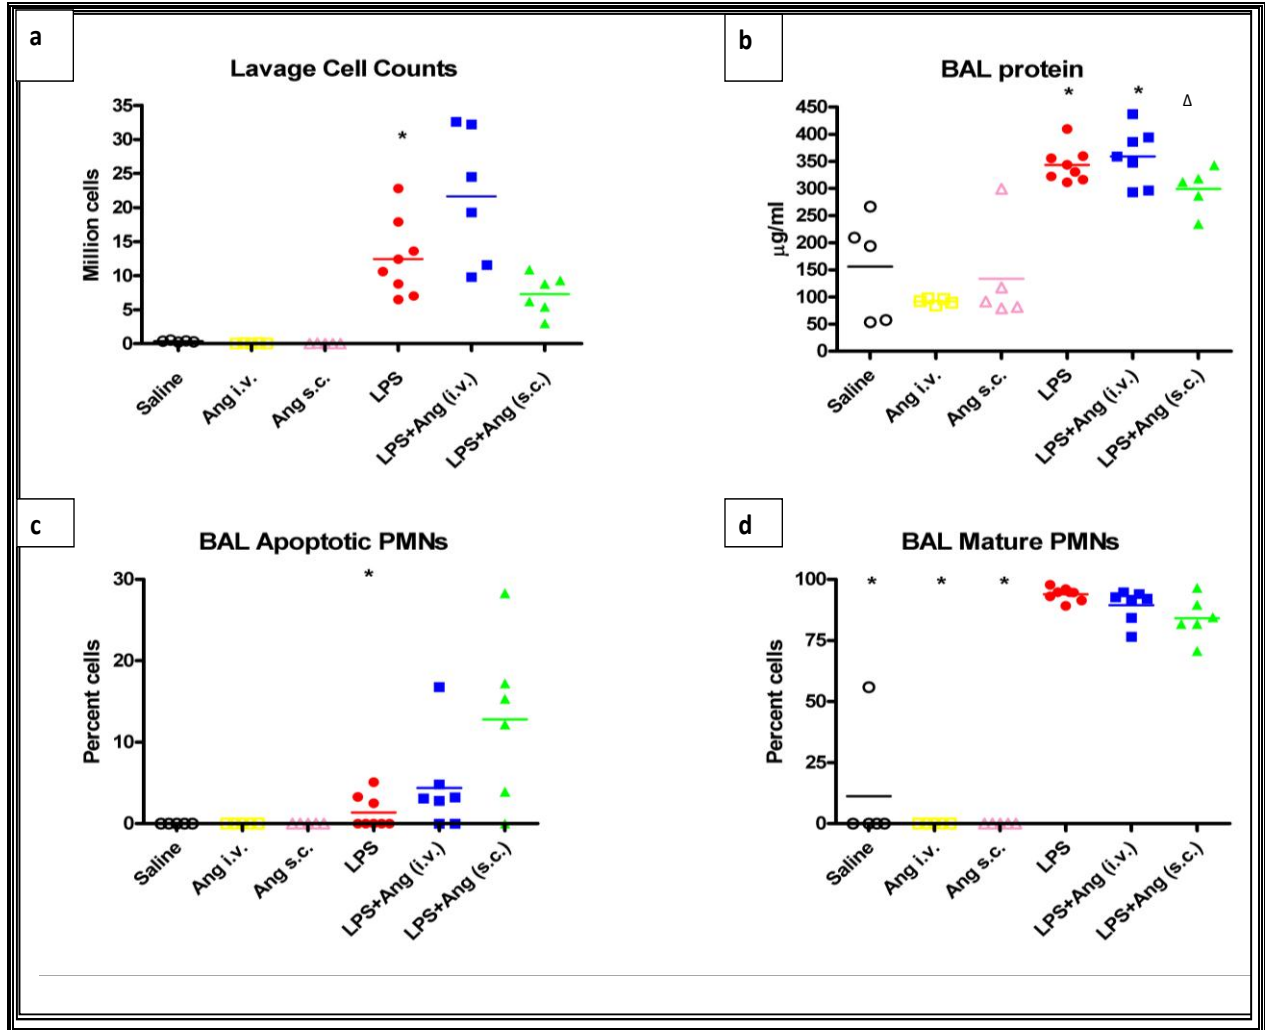 a
Lavage Cell Counts
*
Million cells
35
30
25
20
15
10
5
0
Saline
Ang i.v.
Ang s.c.
LPS
LPS+Ang (i.v.)
LPS+Ang (s.c.)
b
BAL protein
* * Δ
µg/ml
450
400
350
300
250
200
150
100
50
0
Saline
Ang i.v.
Ang s.c.
LPS
LPS+Ang (i.v.)
LPS+Ang (s.c.)
c
BAL Apoptotic PMNs
*
Percent cells
30
20
10
0
Saline
Ang i.v.
Ang s.c.
LPS
LPS+Ang (i.v.)
LPS+Ang (s.c.)
d
BAL Mature PMNs
* * *
Percent cells
100
75
50
25
0
Saline
Ang i.v.
Ang s.c.
LPS
LPS+Ang (i.v.)
LPS+Ang (s.c.)